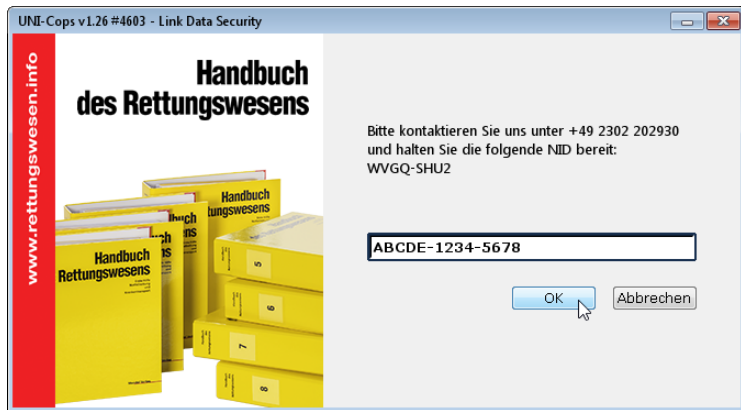 UNI-Cops v1.26 #4603 - Link Data Security
www.rettungswesen.info
Handbuch
des Rettungswesens
Handbuch
Rettungswesens
Handbuch
tungswesens
5
6
7
8
Bitte kontaktieren Sie uns unter +49 2302 202930
und halten Sie die folgende NID bereit:
WVGQ-SHU2
ABCDE-1234-5678
OK
Abbrechen